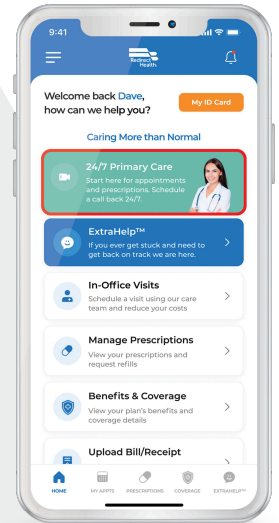 9:41
Redirect
Health.
Welcome back Dave,
how can we help you?
My ID Card
Caring More than Normal
24/7 Primary Care
Start here for appointments
and prescriptions. Schedule
a call back 24/7.
ExtraHelp™
If you ever get stuck and need to
get back on track we are here.
In-Office Visits
Schedule a visit using our care
team and reduce your costs
Manage Prescriptions
View your prescriptions and
request refills
Benefits & Coverage
View your plan's benefits and
coverage details
Upload Bill/Receipt
HOME
MY APPTS
PRESCRIPTIONS
COVERAGE
EXTRAHELP™